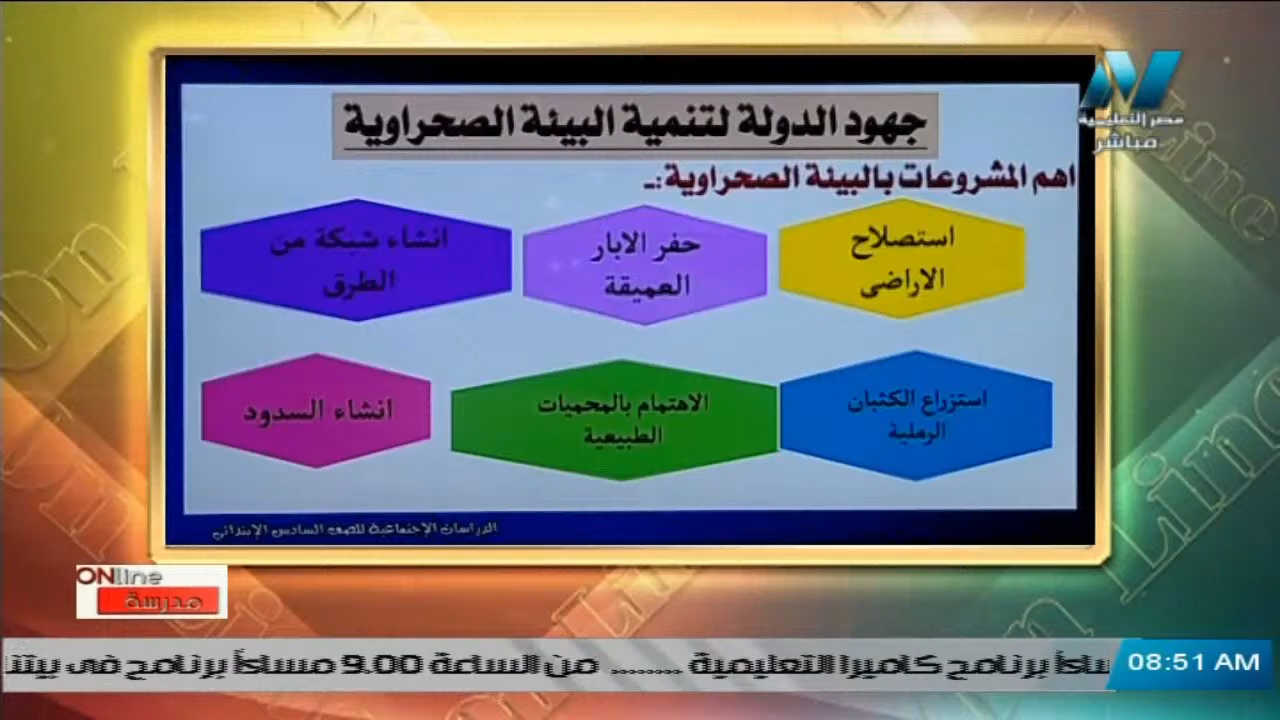 جهود الدولة لتنمية البيئة الصحراوية
مصر التعليمية
مباشر
اهم المشروعات بالبيئة الصحراوية:ـ
استصلاح
الاراضى
حفر الابار
العميقة
انشاء شبكة من
الطرق
استزراع الكثبان
الرملية
الاهتمام بالمحميات
الطبيعية
انشاء السدود
الدراسات الإجتماعية للصف السادس الإبتدائى
ONline
مدرسة
ساءاً برنامج كاميرا التعليمية ........ من الساعة 9.00 مساءاً برنامج فى بيتنا
08:51 AM